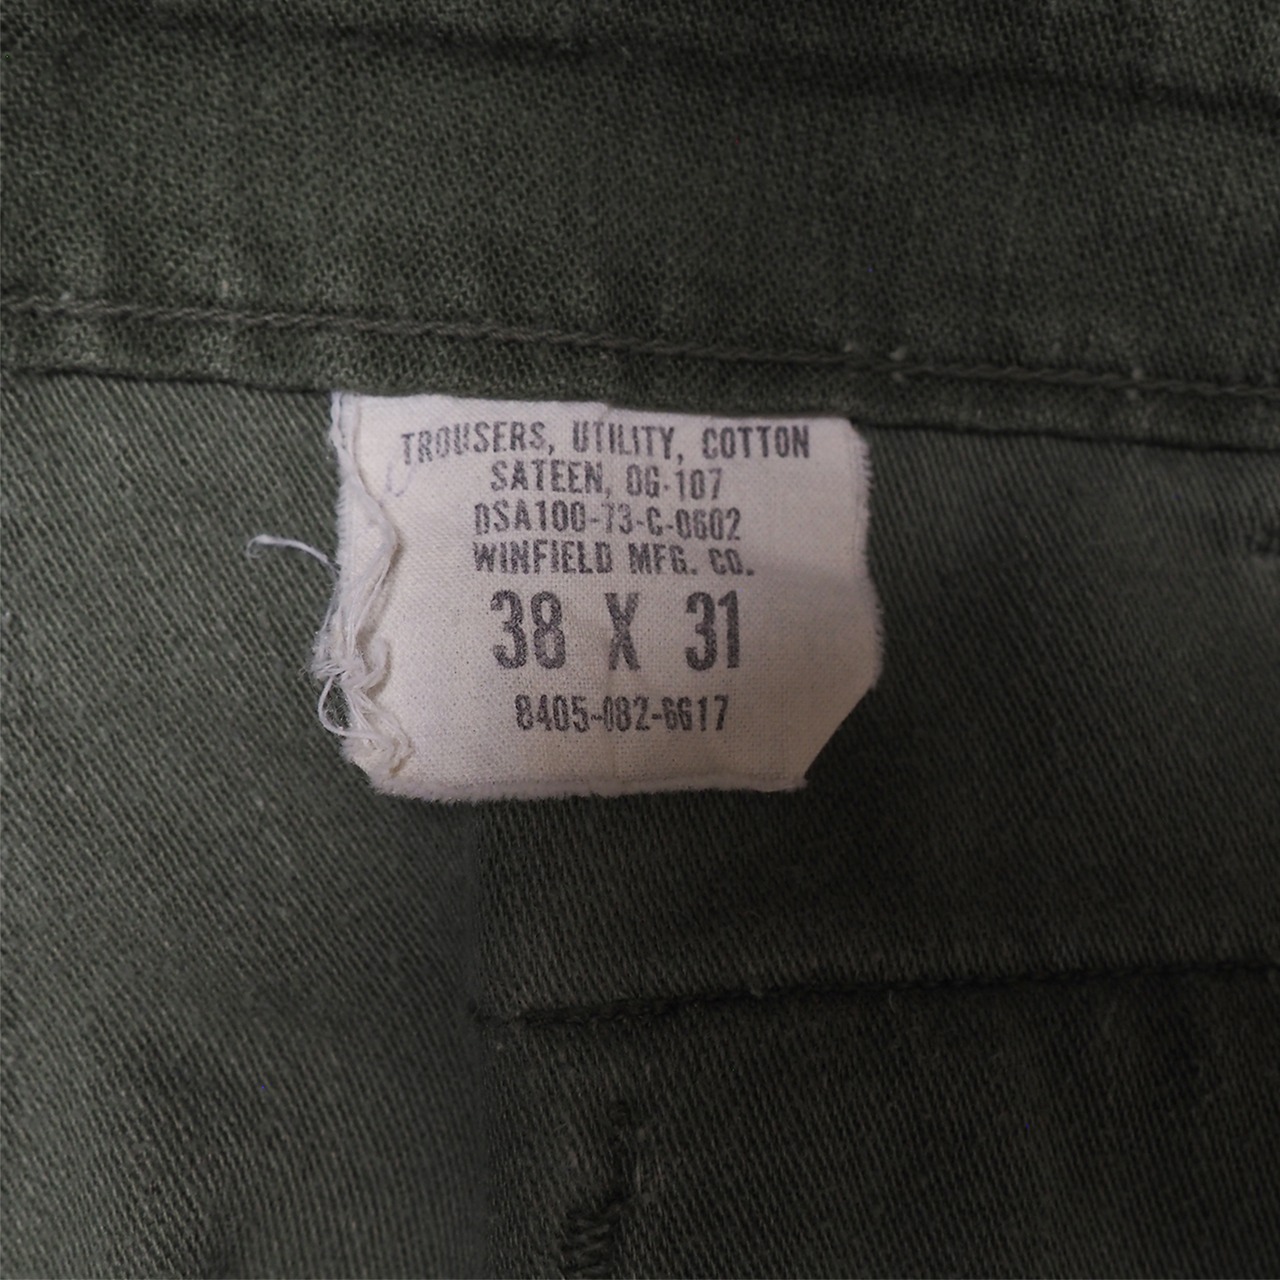 TROUSERS, UTILITY, COTTON
SATEEN, OG-107
DSA100-73-C-0602
WINFIELD MFG. CO.
38 X 31
8405-082-6617